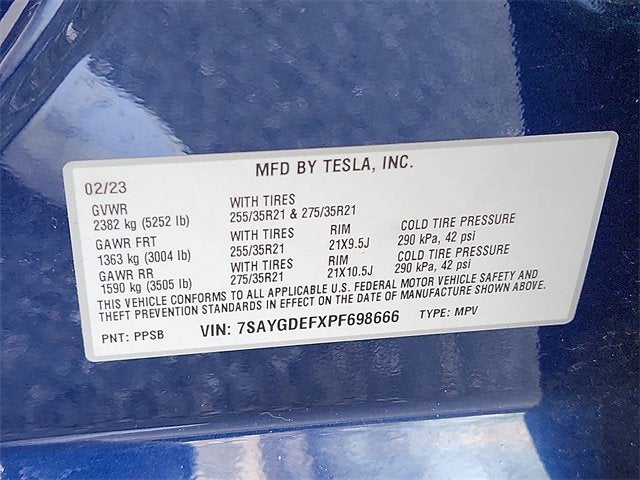 MFD BY TESLA, INC.
02/23
GVWR WITH TIRES
2382 kg (5252 lb) 255/35R21 & 275/35R21
GAWR FRT WITH TIRES RIM COLD TIRE PRESSURE
1363 kg (3004 lb) 255/35R21 21X9.5J 290 kPa, 42 psi
GAWR RR WITH TIRES RIM COLD TIRE PRESSURE
1590 kg (3505 lb) 275/35R21 21X10.5J 290 kPa, 42 psi
THIS VEHICLE CONFORMS TO ALL APPLICABLE U.S. FEDERAL MOTOR VEHICLE SAFETY AND
THEFT PREVENTION STANDARDS IN EFFECT ON THE DATE OF MANUFACTURE SHOWN ABOVE.
PNT: PPSB VIN: 7SAYGDEFXPF698666 TYPE: MPV